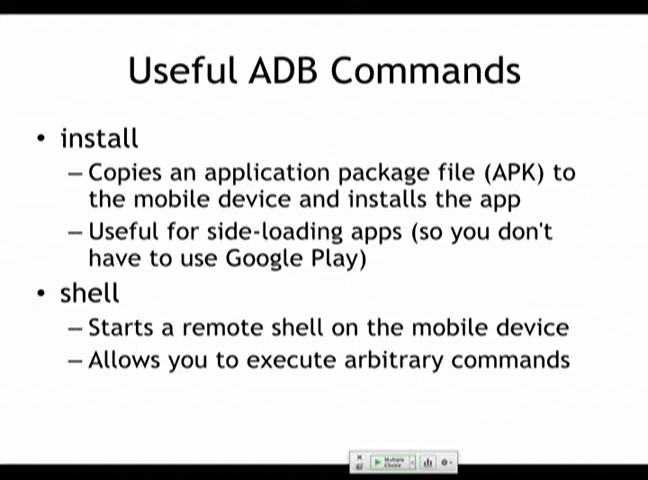 Useful ADB Commands
• install
– Copies an application package file (APK) to
the mobile device and installs the app
– Useful for side-loading apps (so you don't
have to use Google Play)
• shell
– Starts a remote shell on the mobile device
– Allows you to execute arbitrary commands
Multiple
Choice